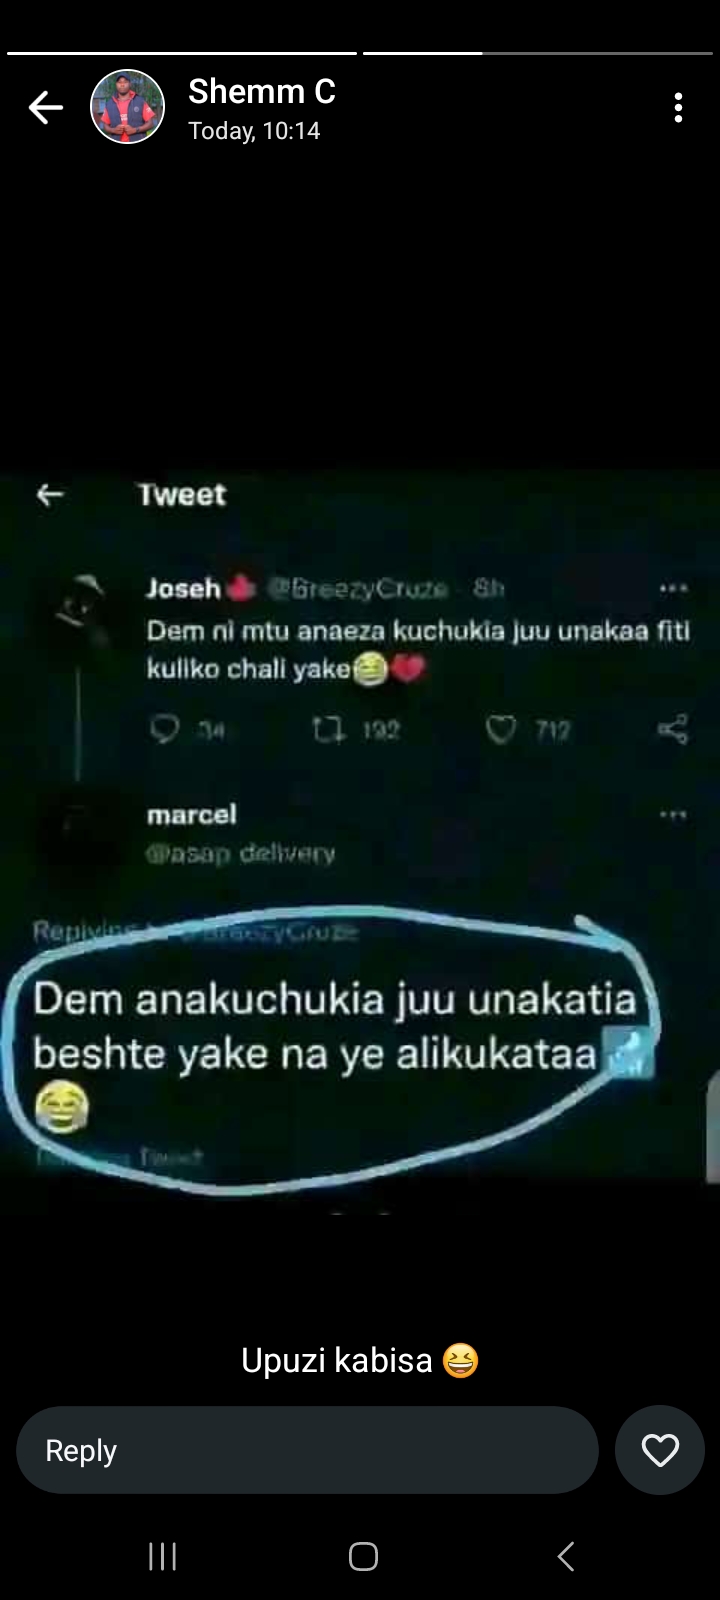 Shemm C
Today, 10:14
Tweet
Joseh @BreezyCruze 8h
Dem ni mtu anaeza kuchukia juu unakaa fiti
kuliko chali yake😂❤️
34 192 712
marcel
@asap delivery
Replying to @BreezyCruze
Dem anakuchukia juu unakatia
beshte yake na ye alikukataa
😂
Tweet
Upuzi kabisa 😆
Reply